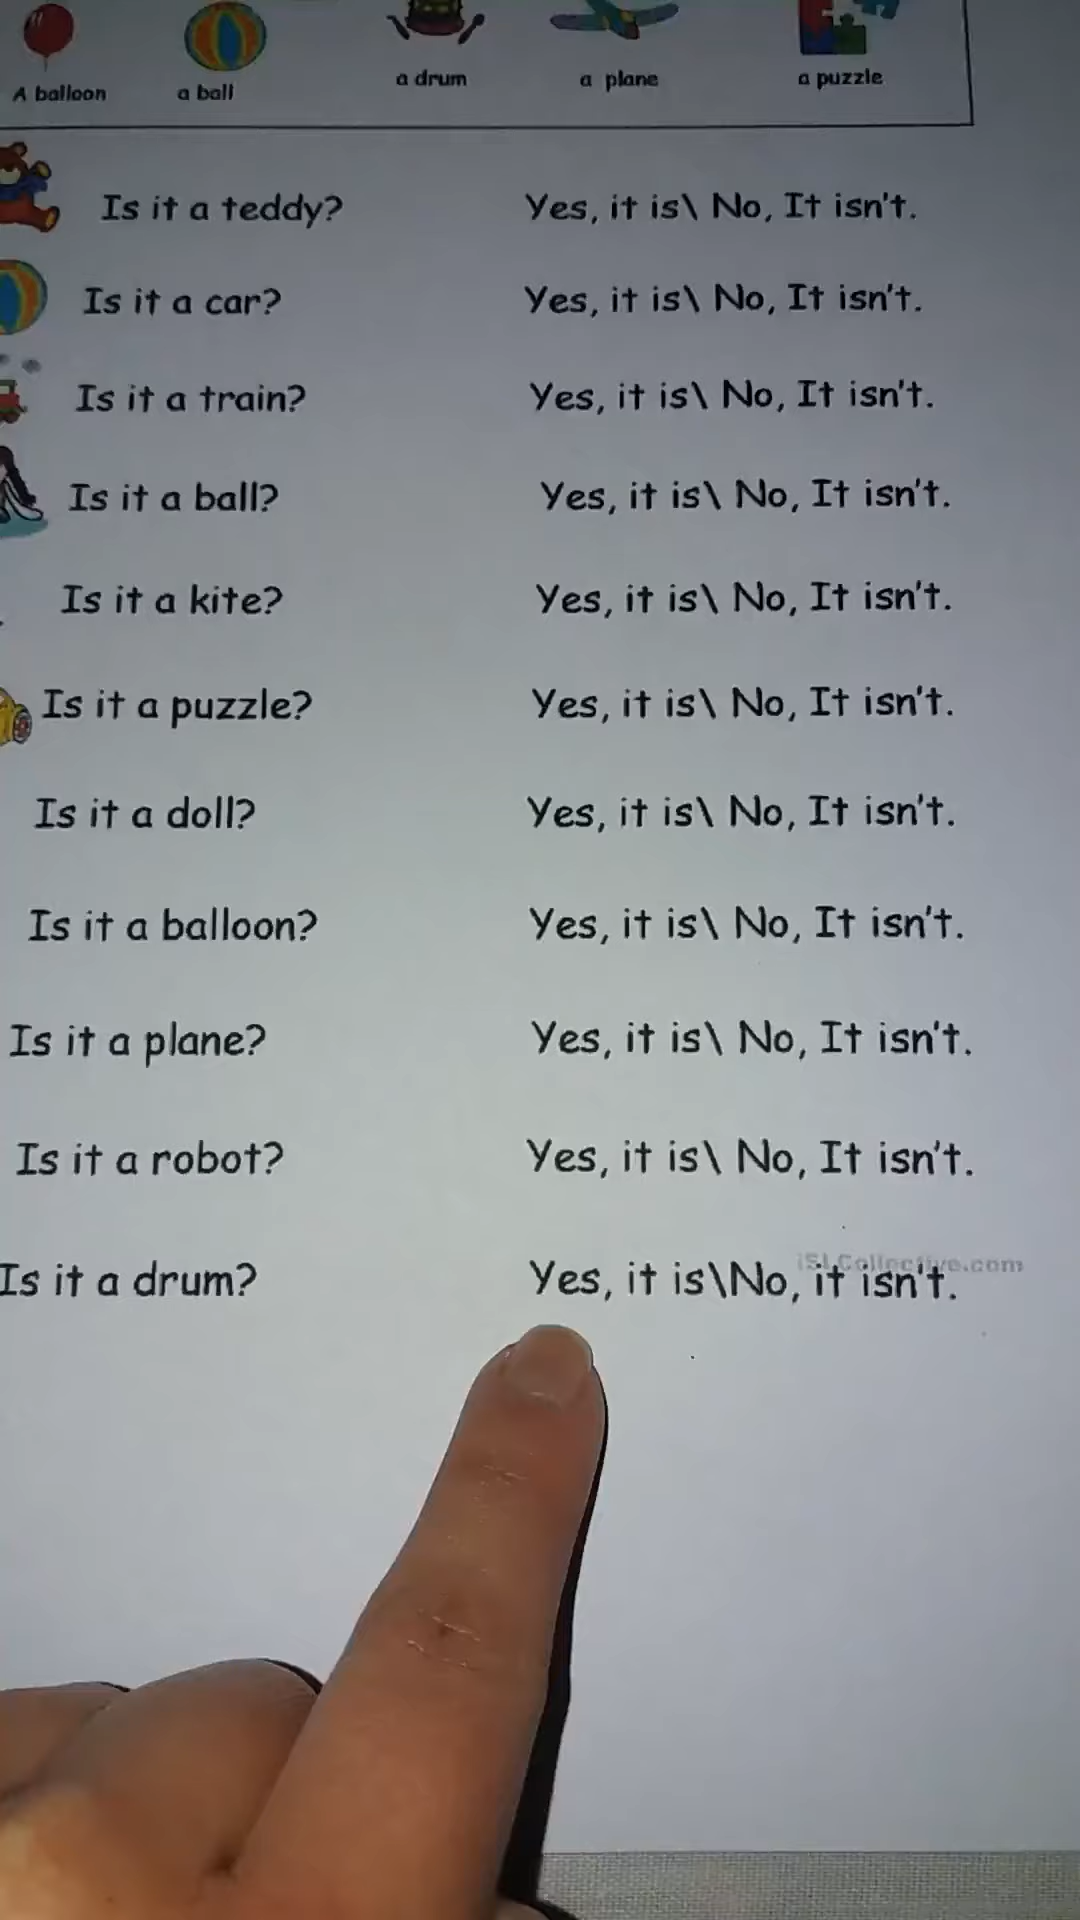 A balloon a ball a drum a plane a puzzle
Is it a teddy? Yes, it is\ No, It isn't.
Is it a car? Yes, it is\ No, It isn't.
Is it a train? Yes, it is\ No, It isn't.
Is it a ball? Yes, it is\ No, It isn't.
Is it a kite? Yes, it is\ No, It isn't.
Is it a puzzle? Yes, it is\ No, It isn't.
Is it a doll? Yes, it is\ No, It isn't.
Is it a balloon? Yes, it is\ No, It isn't.
Is it a plane? Yes, it is\ No, It isn't.
Is it a robot? Yes, it is\ No, It isn't.
iSLCollective.com
Is it a drum? Yes, it is\No, it isn't.